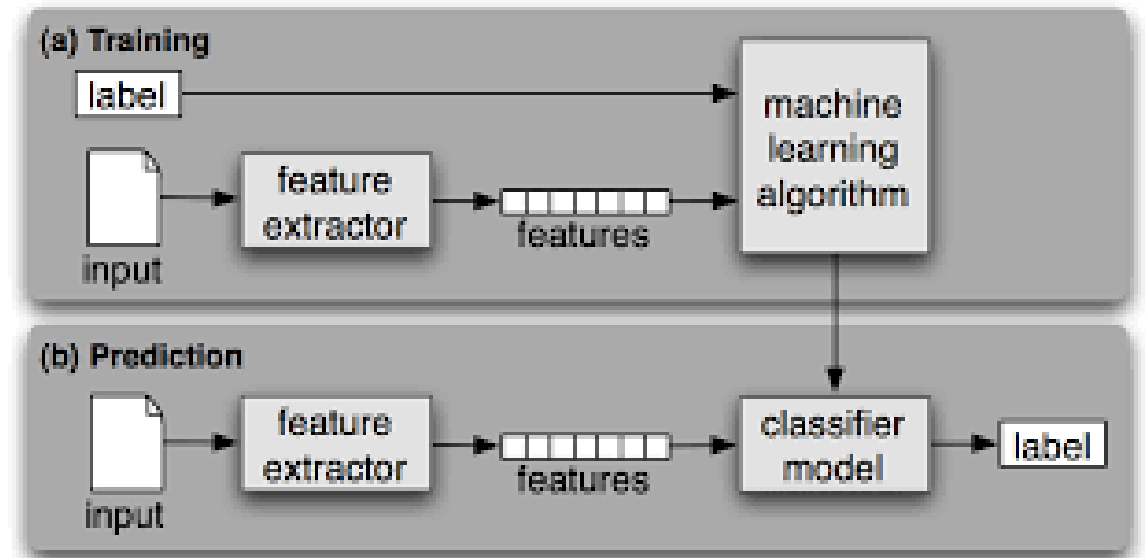 (a) Training
label
machine
learning
algorithm
feature
extractor
features
input
(b) Prediction
feature
extractor
features
classifier
model
label
input